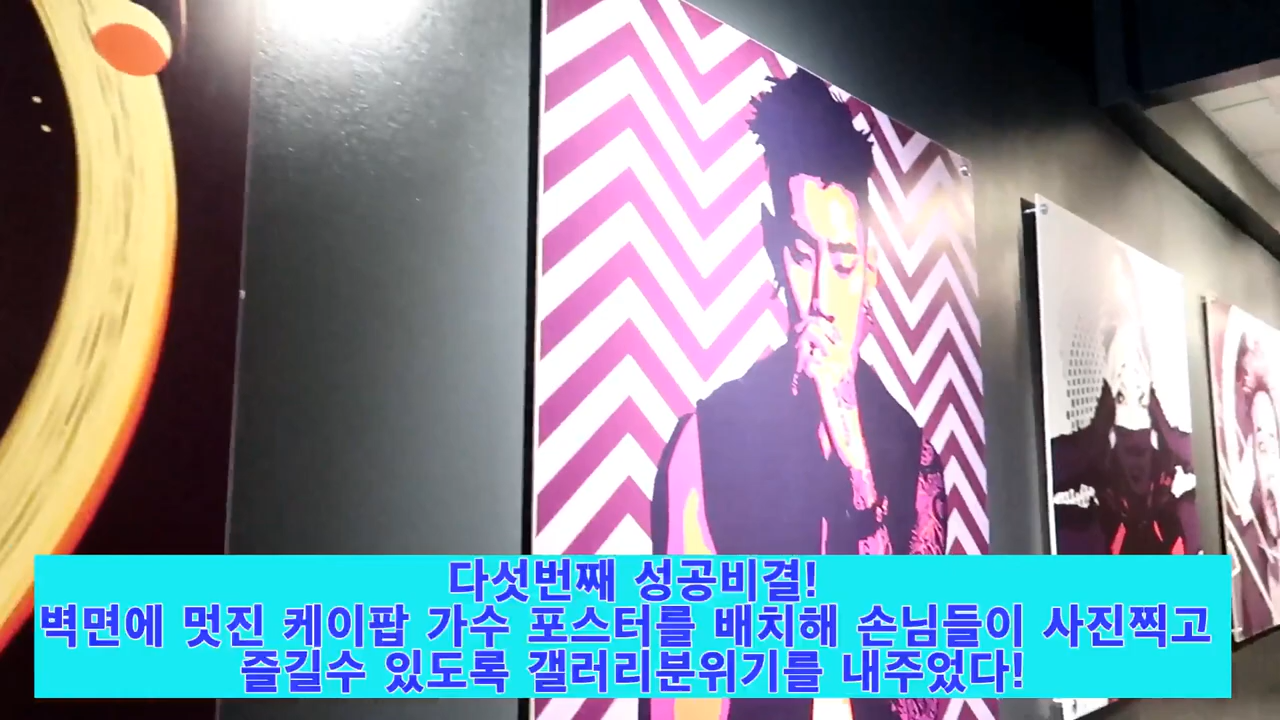 다섯번째 성공비결!
벽면에 멋진 케이팝 가수 포스터를 배치해 손님들이 사진찍고
즐길수 있도록 갤러리분위기를 내주었다!